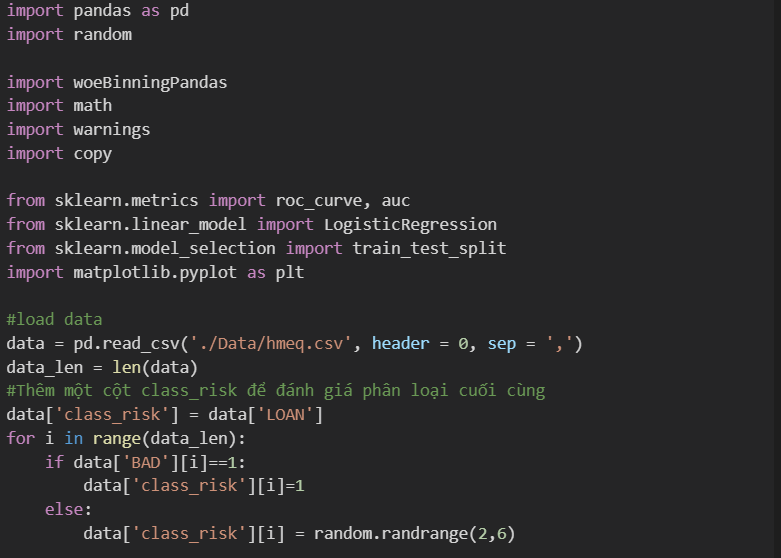 import pandas as pd
import random
import woeBinningPandas
import math
import warnings
import copy
from sklearn.metrics import roc_curve, auc
from sklearn.linear_model import LogisticRegression
from sklearn.model_selection import train_test_split
import matplotlib.pyplot as plt
#load data
data = pd.read_csv('./Data/hmeq.csv', header = 0, sep = ',')
data_len = len(data)
#Thêm một cột class_risk để đánh giá phân loại cuối cùng
data['class_risk'] = data['LOAN']
for i in range(data_len):
    if data['BAD'][i]==1:
        data['class_risk'][i]=1
    else:
        data['class_risk'][i] = random.randrange(2,6)